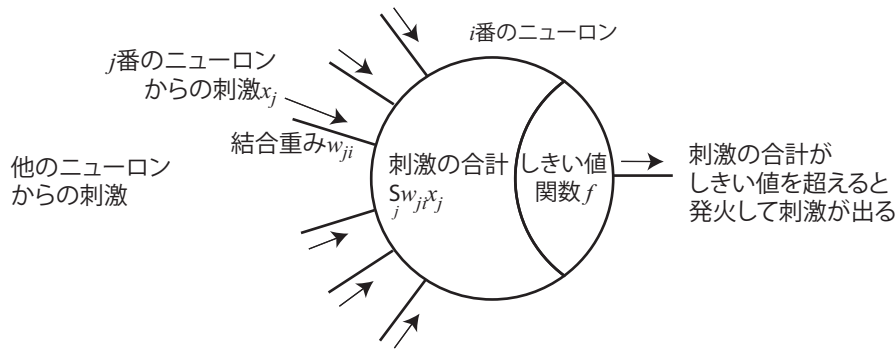 i番のニューロン
j番のニューロン
からの刺激xj
結合重みwji
他のニューロン
からの刺激
刺激の合計
Swjixj
j
しきい値
関数f
刺激の合計が
しきい値を超えると
発火して刺激が出る